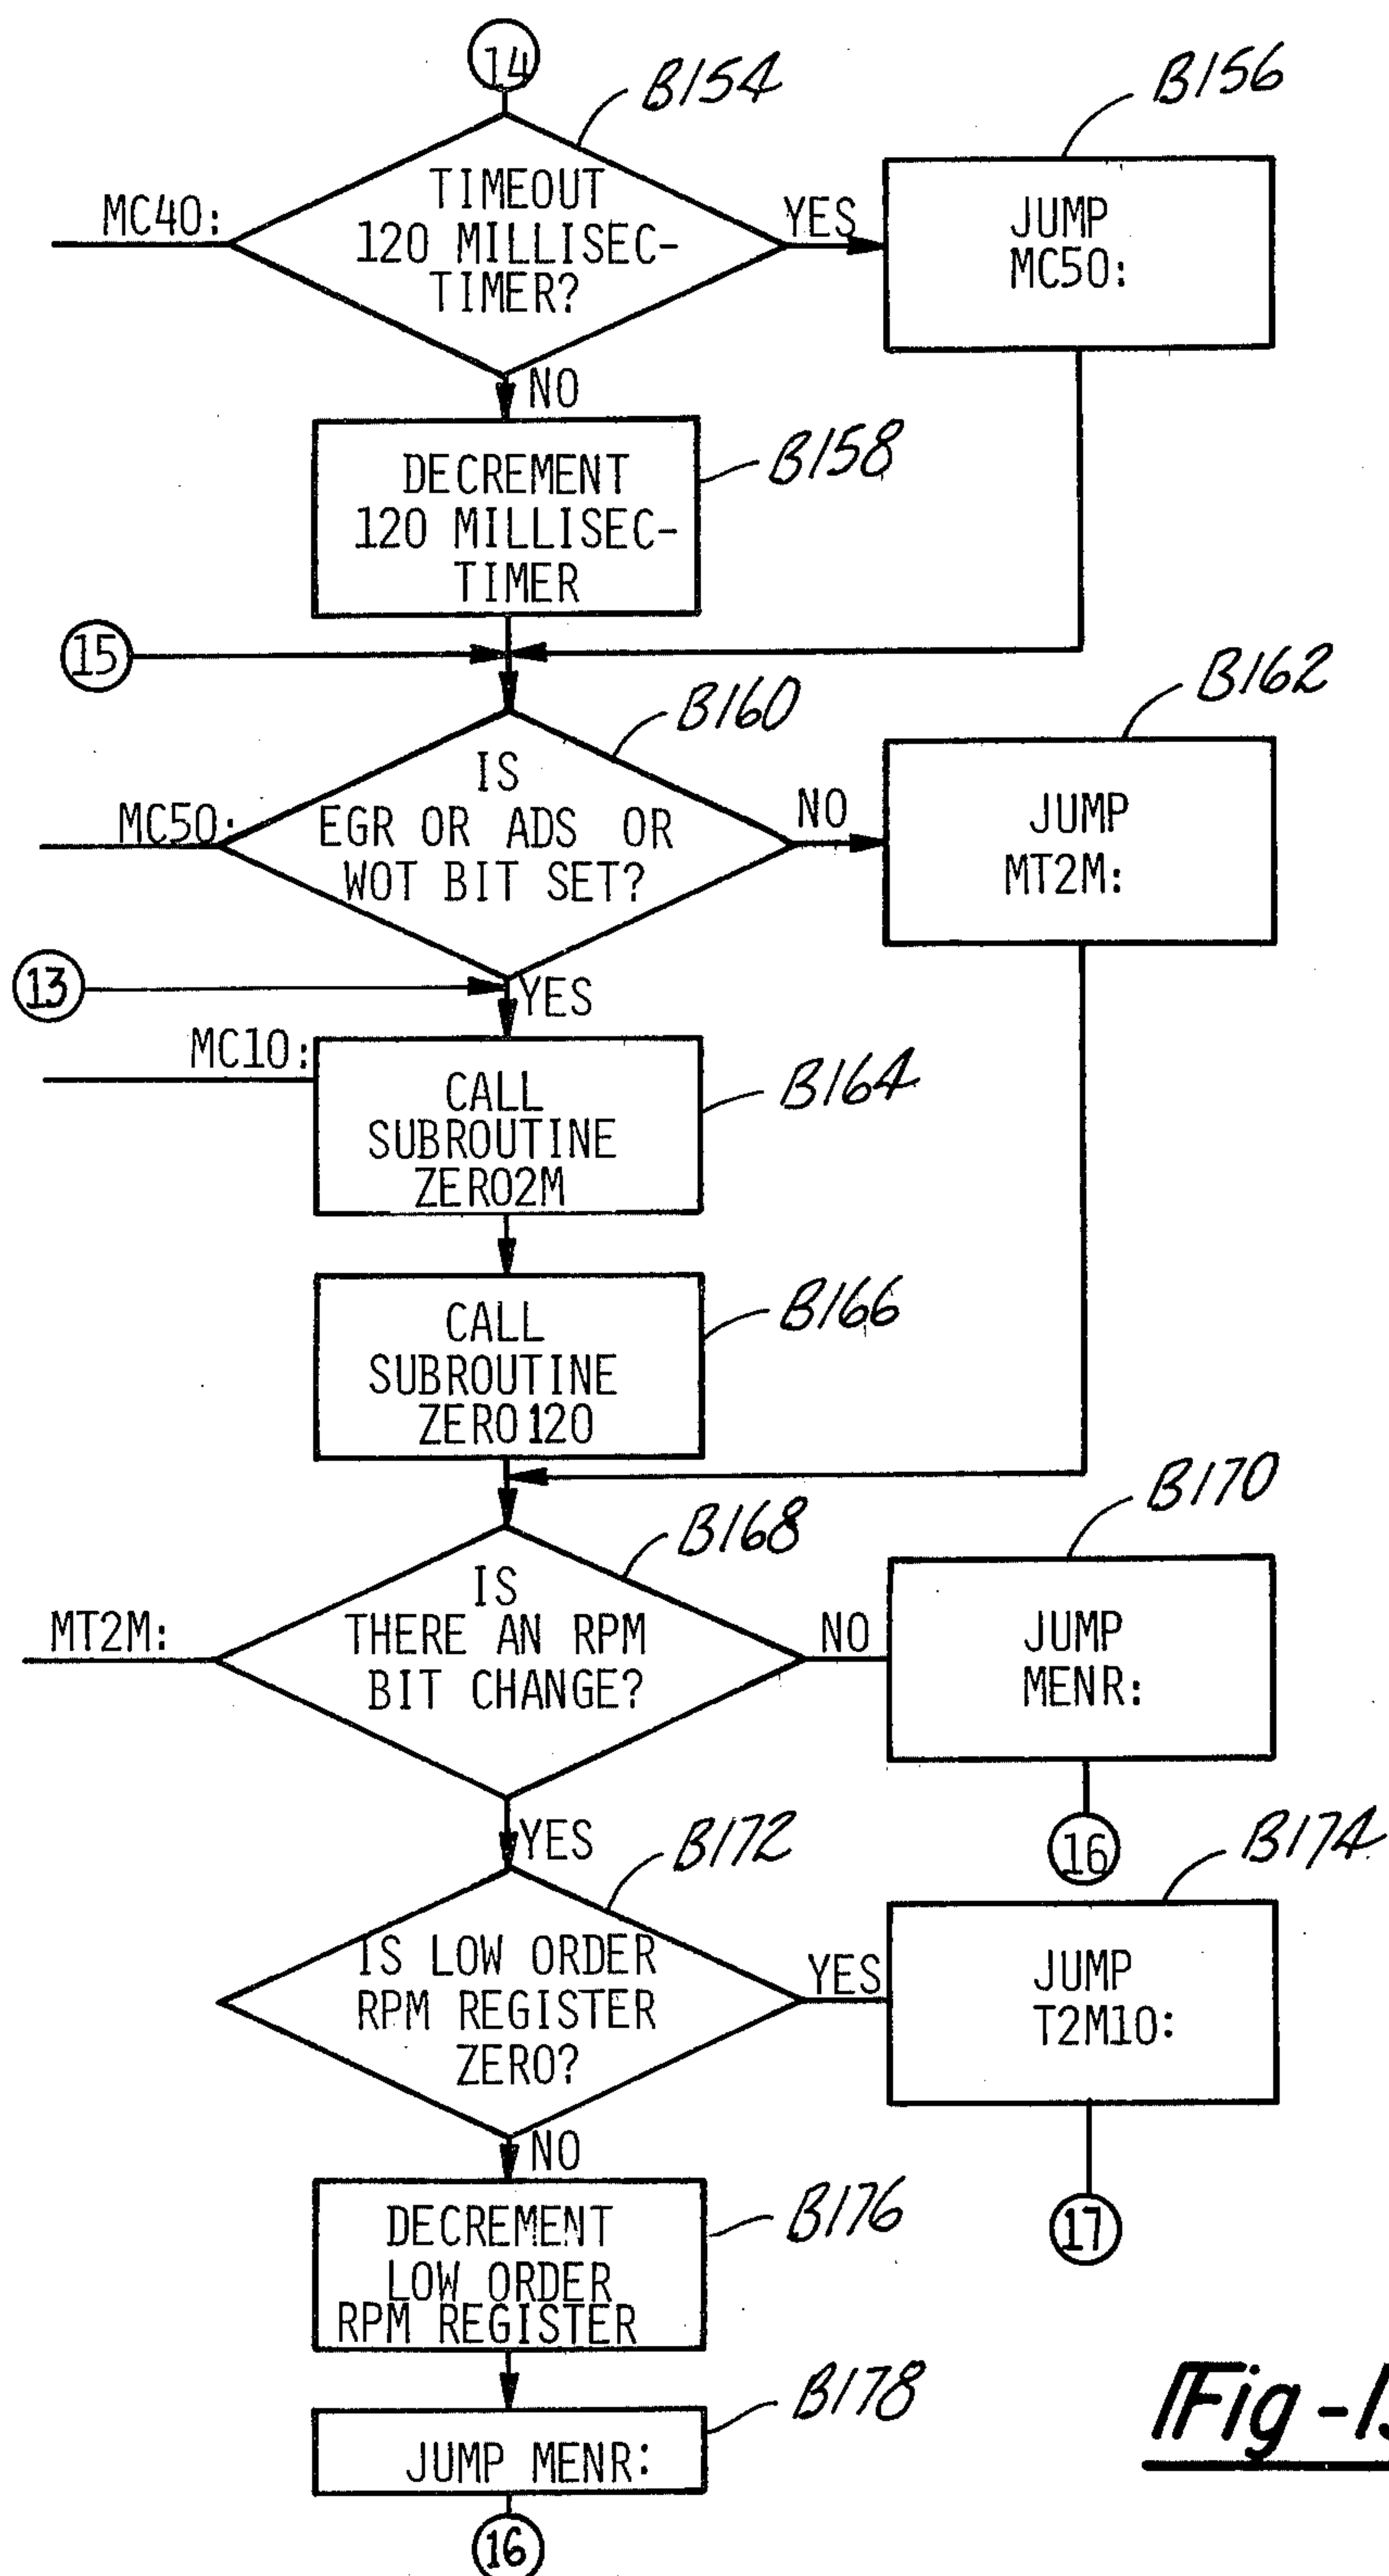 14
B154
B156
MC40:
TIMEOUT
120 MILLISEC-
TIMER?
YES
JUMP
MC50:
NO
B158
DECREMENT
120 MILLISEC-
TIMER
15
B160
B162
MC50:
IS
EGR OR ADS OR
WOT BIT SET?
NO
JUMP
MT2M:
13
YES
MC10:
B164
CALL
SUBROUTINE
ZERO2M
B166
CALL
SUBROUTINE
ZERO120
B168
B170
MT2M:
IS
THERE AN RPM
BIT CHANGE?
NO
JUMP
MENR:
16
YES
B172
B174
IS LOW ORDER
RPM REGISTER
ZERO?
YES
JUMP
T2M10:
17
NO
B176
DECREMENT
LOW ORDER
RPM REGISTER
B178
JUMP MENR:
16
Fig-